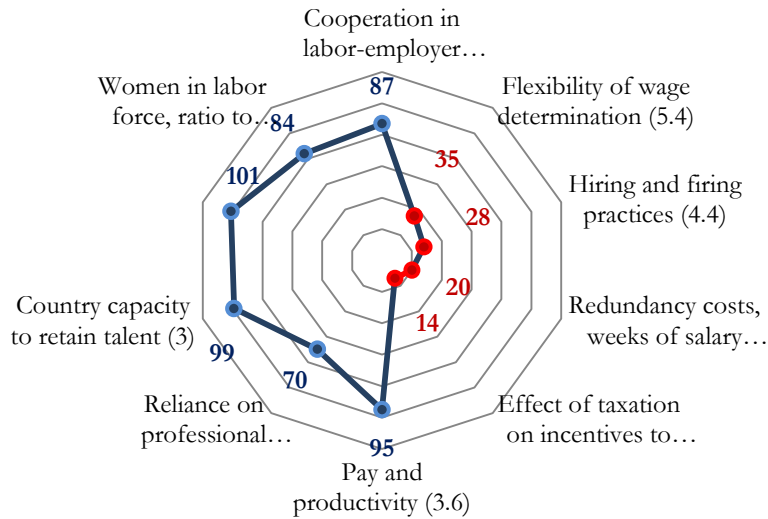 Cooperation in
labor-employer…
87
Flexibility of wage
determination (5.4)
35
Hiring and firing
practices (4.4)
28
Redundancy costs,
weeks of salary…
20
Effect of taxation
on incentives to…
14
Pay and
productivity (3.6)
95
Reliance on
professional…
70
Country capacity
to retain talent (3)
99
Women in labor
force, ratio to…
84
101